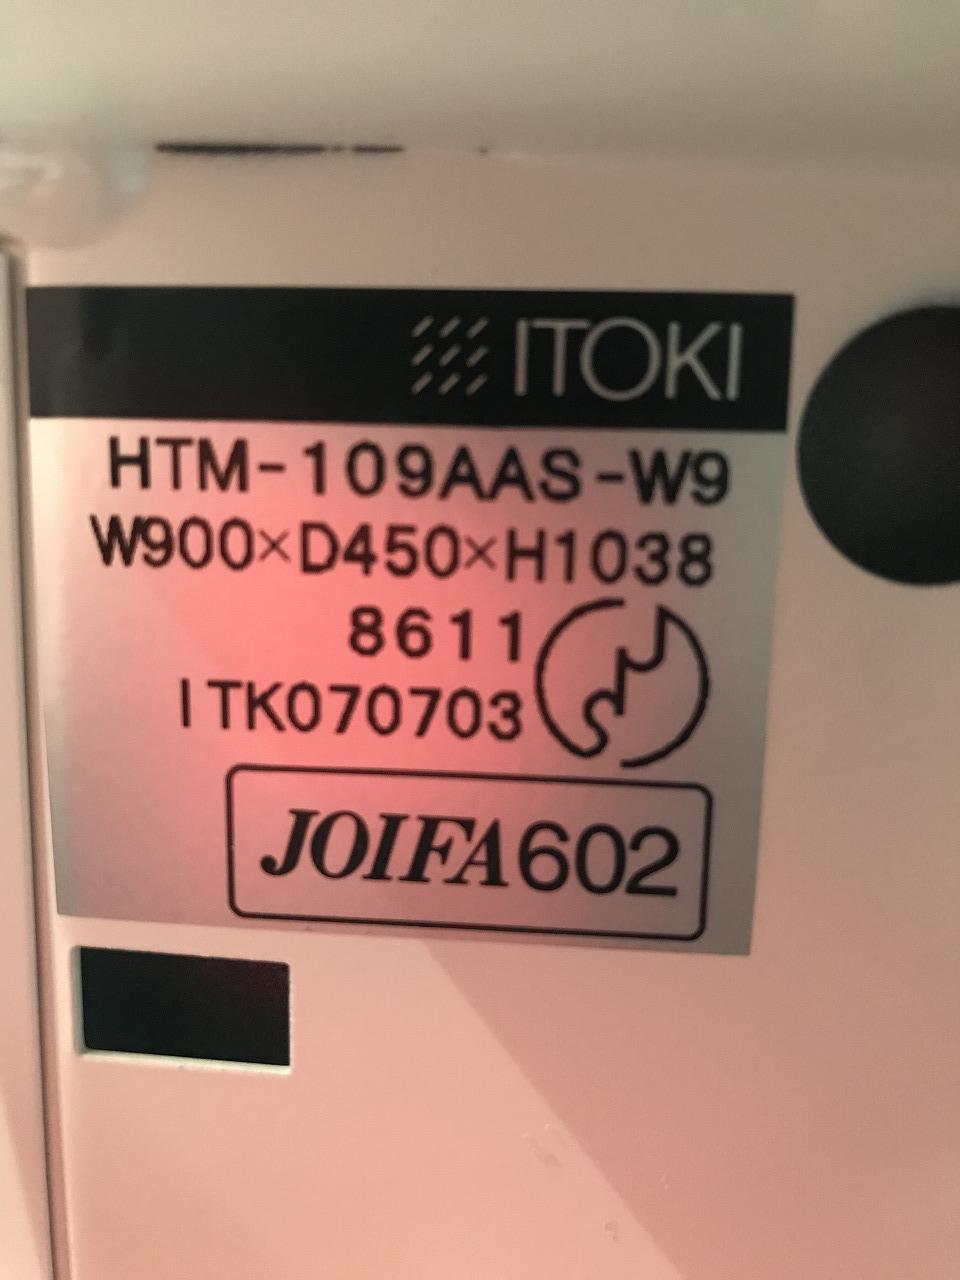 ITOKI
HTM-109AAS-W9
W900×D450×H1038
8611
ITK070703
JOIFA602